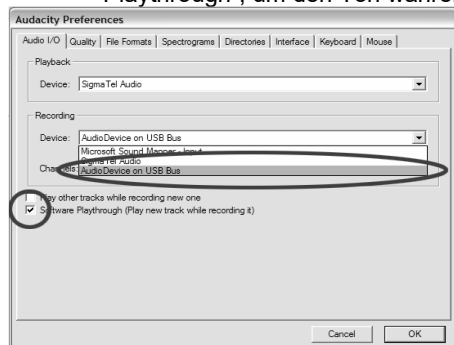 Playthrough", um den Ton
Audacity Preferences
Audio I/O Quality File Formats Spectrograms Directories Interface Keyboard Mouse
Playback
Device: SigmaTel Audio
Recording
Device: AudioDevice on USB Bus
Microsoft Sound Mapper - Input
SigmaTel Audio
Channels: AudioDevice on USB Bus
Play other tracks while recording new one
Software Playthrough (Play new track while recording it)
Cancel OK